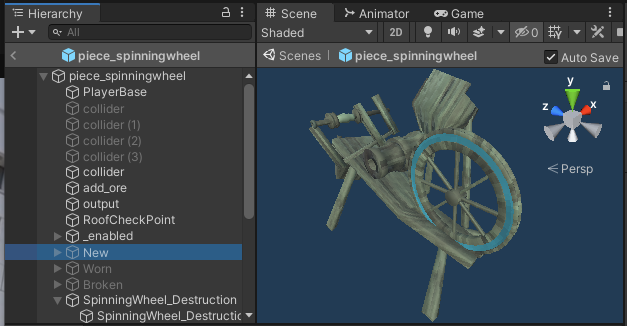 Hierarchy
Scene
Animator
Game
All
Shaded
2D
0
piece_spinningwheel
Scenes
piece_spinningwheel
Auto Save
piece_spinningwheel
PlayerBase
collider
collider (1)
collider (2)
collider (3)
collider
add_ore
output
RoofCheckPoint
_enabled
New
Worn
Broken
SpinningWheel_Destruction
SpinningWheel_Destructic
y
z
x
Persp